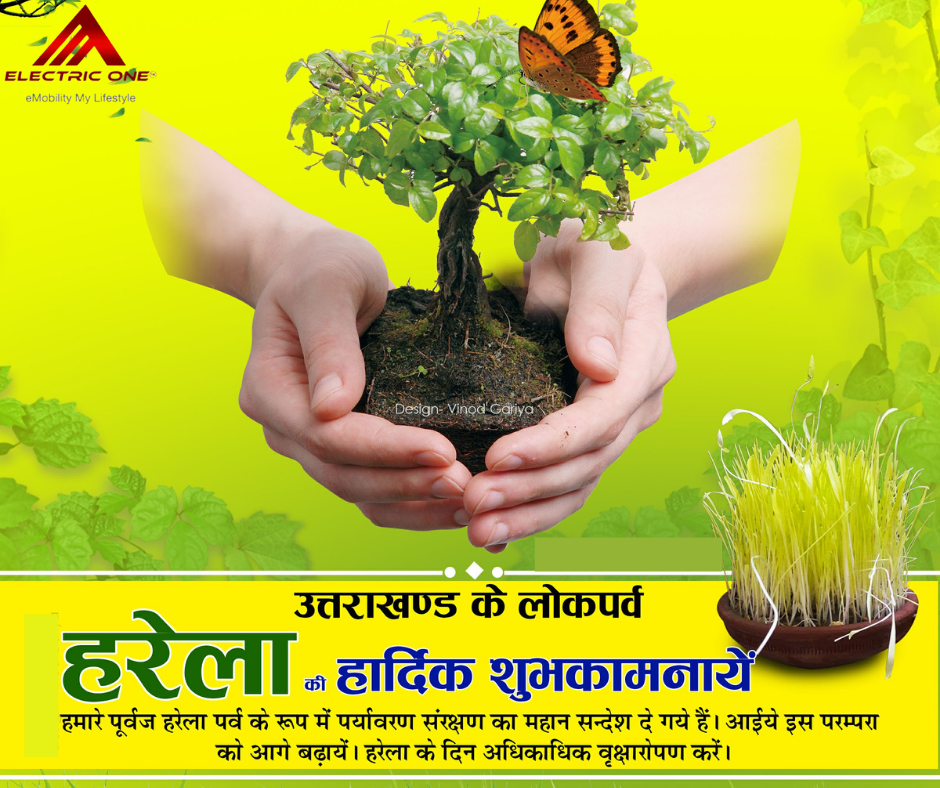 ELECTRIC ONE
eMobility My Lifestyle
Design- Vinod Gariya
उत्तराखण्ड के लोकपर्व
हरेला की हार्दिक शुभकामनायें
हमारे पूर्वज हरेला पर्व के रूप में पर्यावरण संरक्षण का महान सन्देश दे गये हैं। आईये इस परम्परा
को आगे बढ़ायें। हरेला के दिन अधिकाधिक वृक्षारोपण करें।